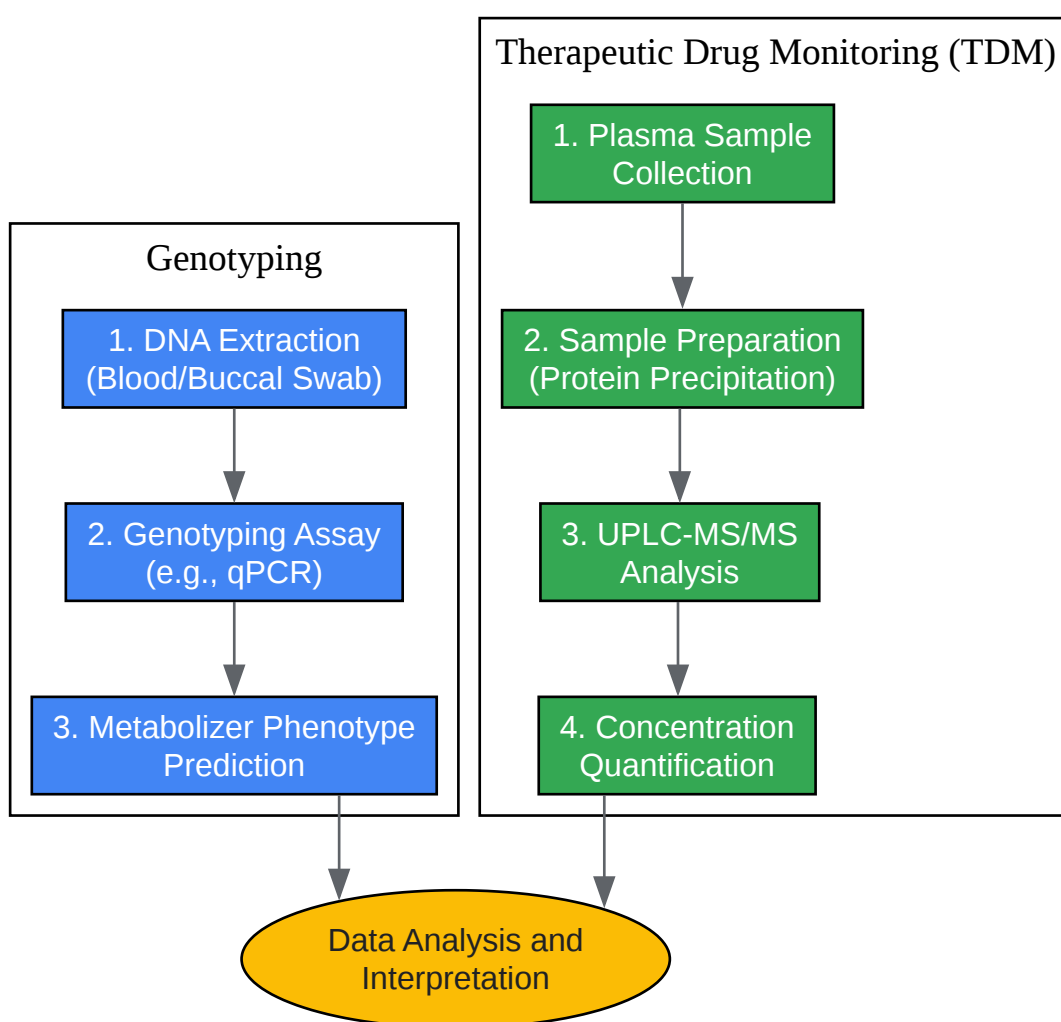 Genotyping
1. DNA Extraction
(Blood/Buccal Swab)
2. Genotyping Assay
(e.g., qPCR)
3. Metabolizer Phenotype
Prediction
Therapeutic Drug Monitoring (TDM)
1. Plasma Sample
Collection
2. Sample Preparation
(Protein Precipitation)
3. UPLC-MS/MS
Analysis
4. Concentration
Quantification
Data Analysis and
Interpretation